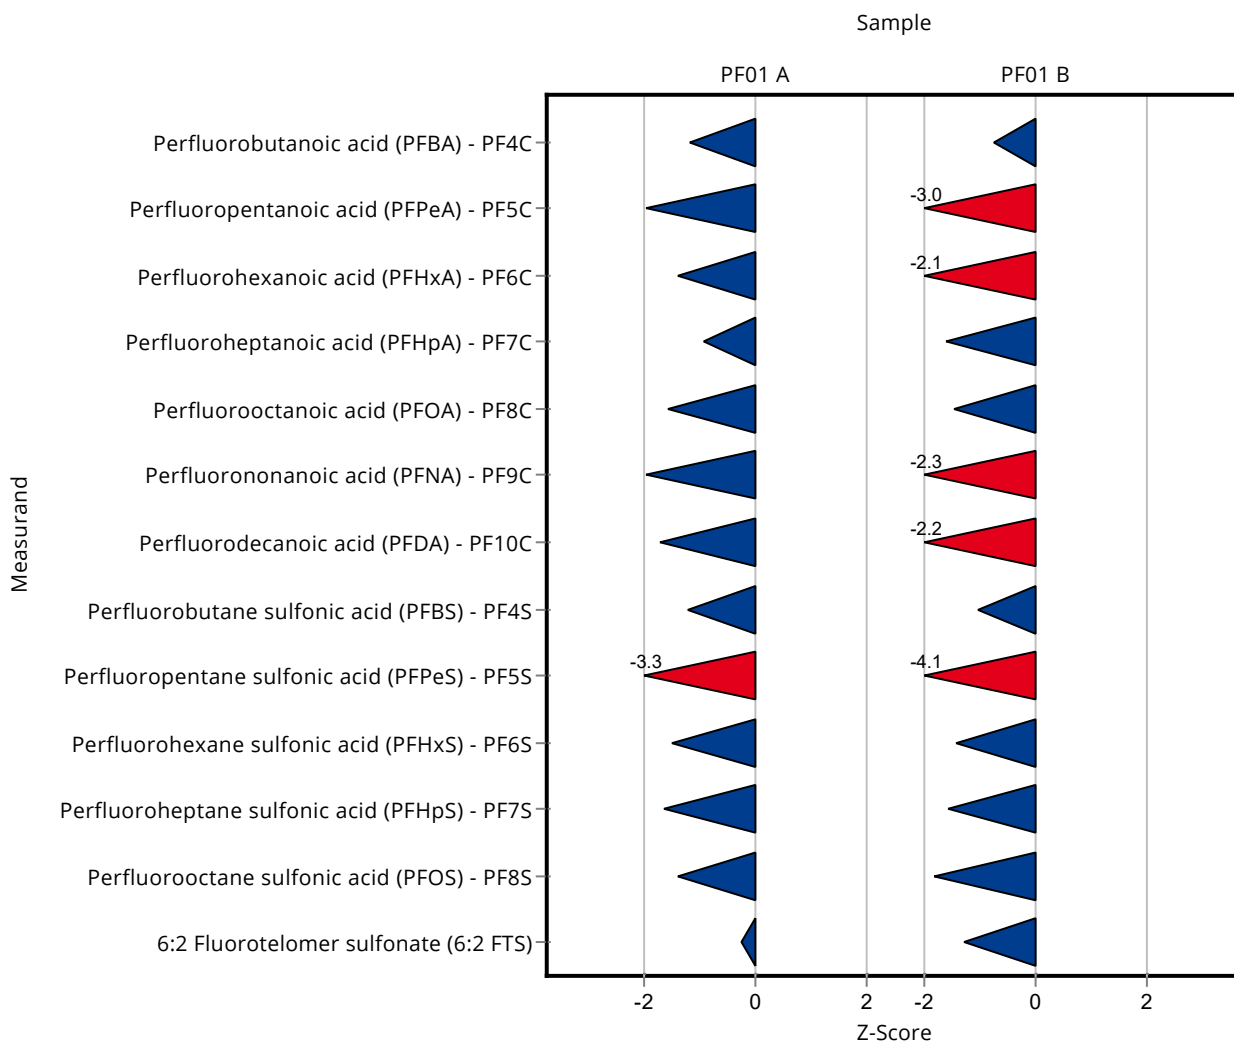 Sample
PF01 A PF01 B
Perfluorobutanoic acid (PFBA) - PF4C
Perfluoropentanoic acid (PFPeA) - PF5C -3.0
Perfluorohexanoic acid (PFHxA) - PF6C -2.1
Perfluoroheptanoic acid (PFHpA) - PF7C
Perfluorooctanoic acid (PFOA) - PF8C
Perfluorononanoic acid (PFNA) - PF9C -2.3
Perfluorodecanoic acid (PFDA) - PF10C -2.2
Perfluorobutane sulfonic acid (PFBS) - PF4S
Perfluoropentane sulfonic acid (PFPeS) - PF5S -3.3 -4.1
Perfluorohexane sulfonic acid (PFHxS) - PF6S
Perfluoroheptane sulfonic acid (PFHpS) - PF7S
Perfluorooctane sulfonic acid (PFOS) - PF8S
6:2 Fluorotelomer sulfonate (6:2 FTS)
Measurand
-2 0 2 -2 0 2
Z-Score